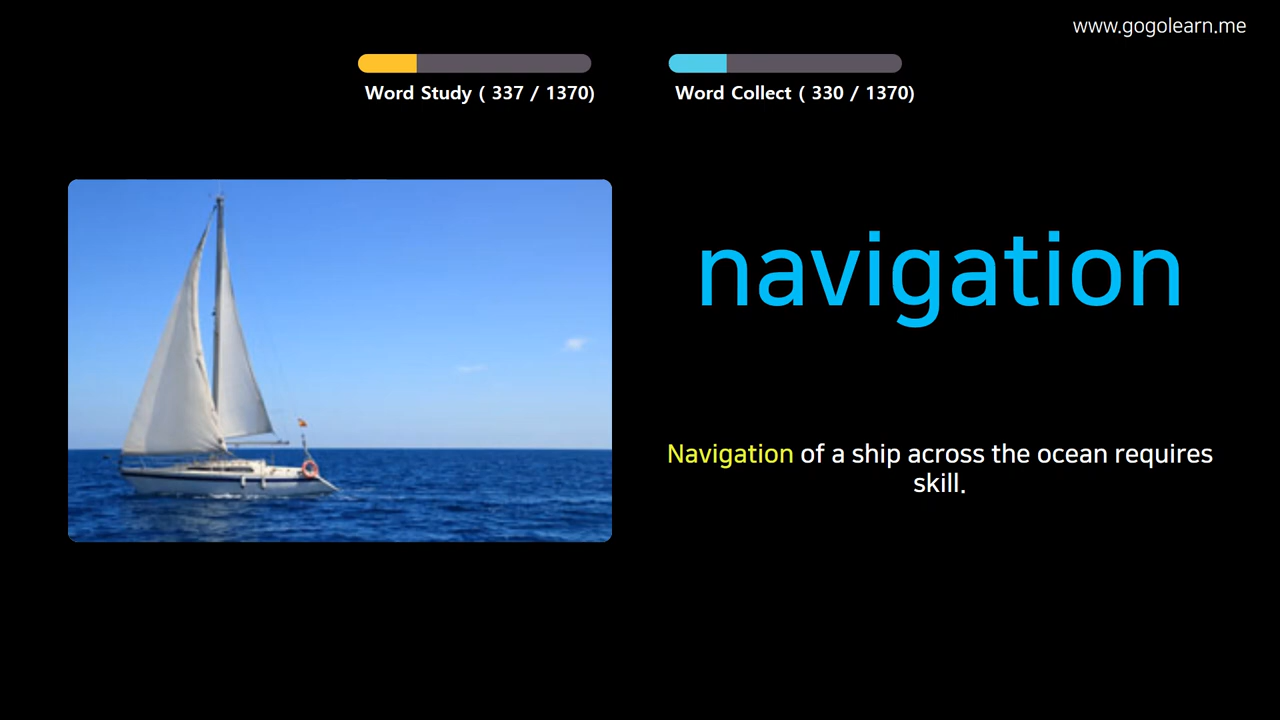 www.gogolearn.me
Word Study ( 337 / 1370)
Word Collect ( 330 / 1370)
navigation
Navigation of a ship across the ocean requires
skill.